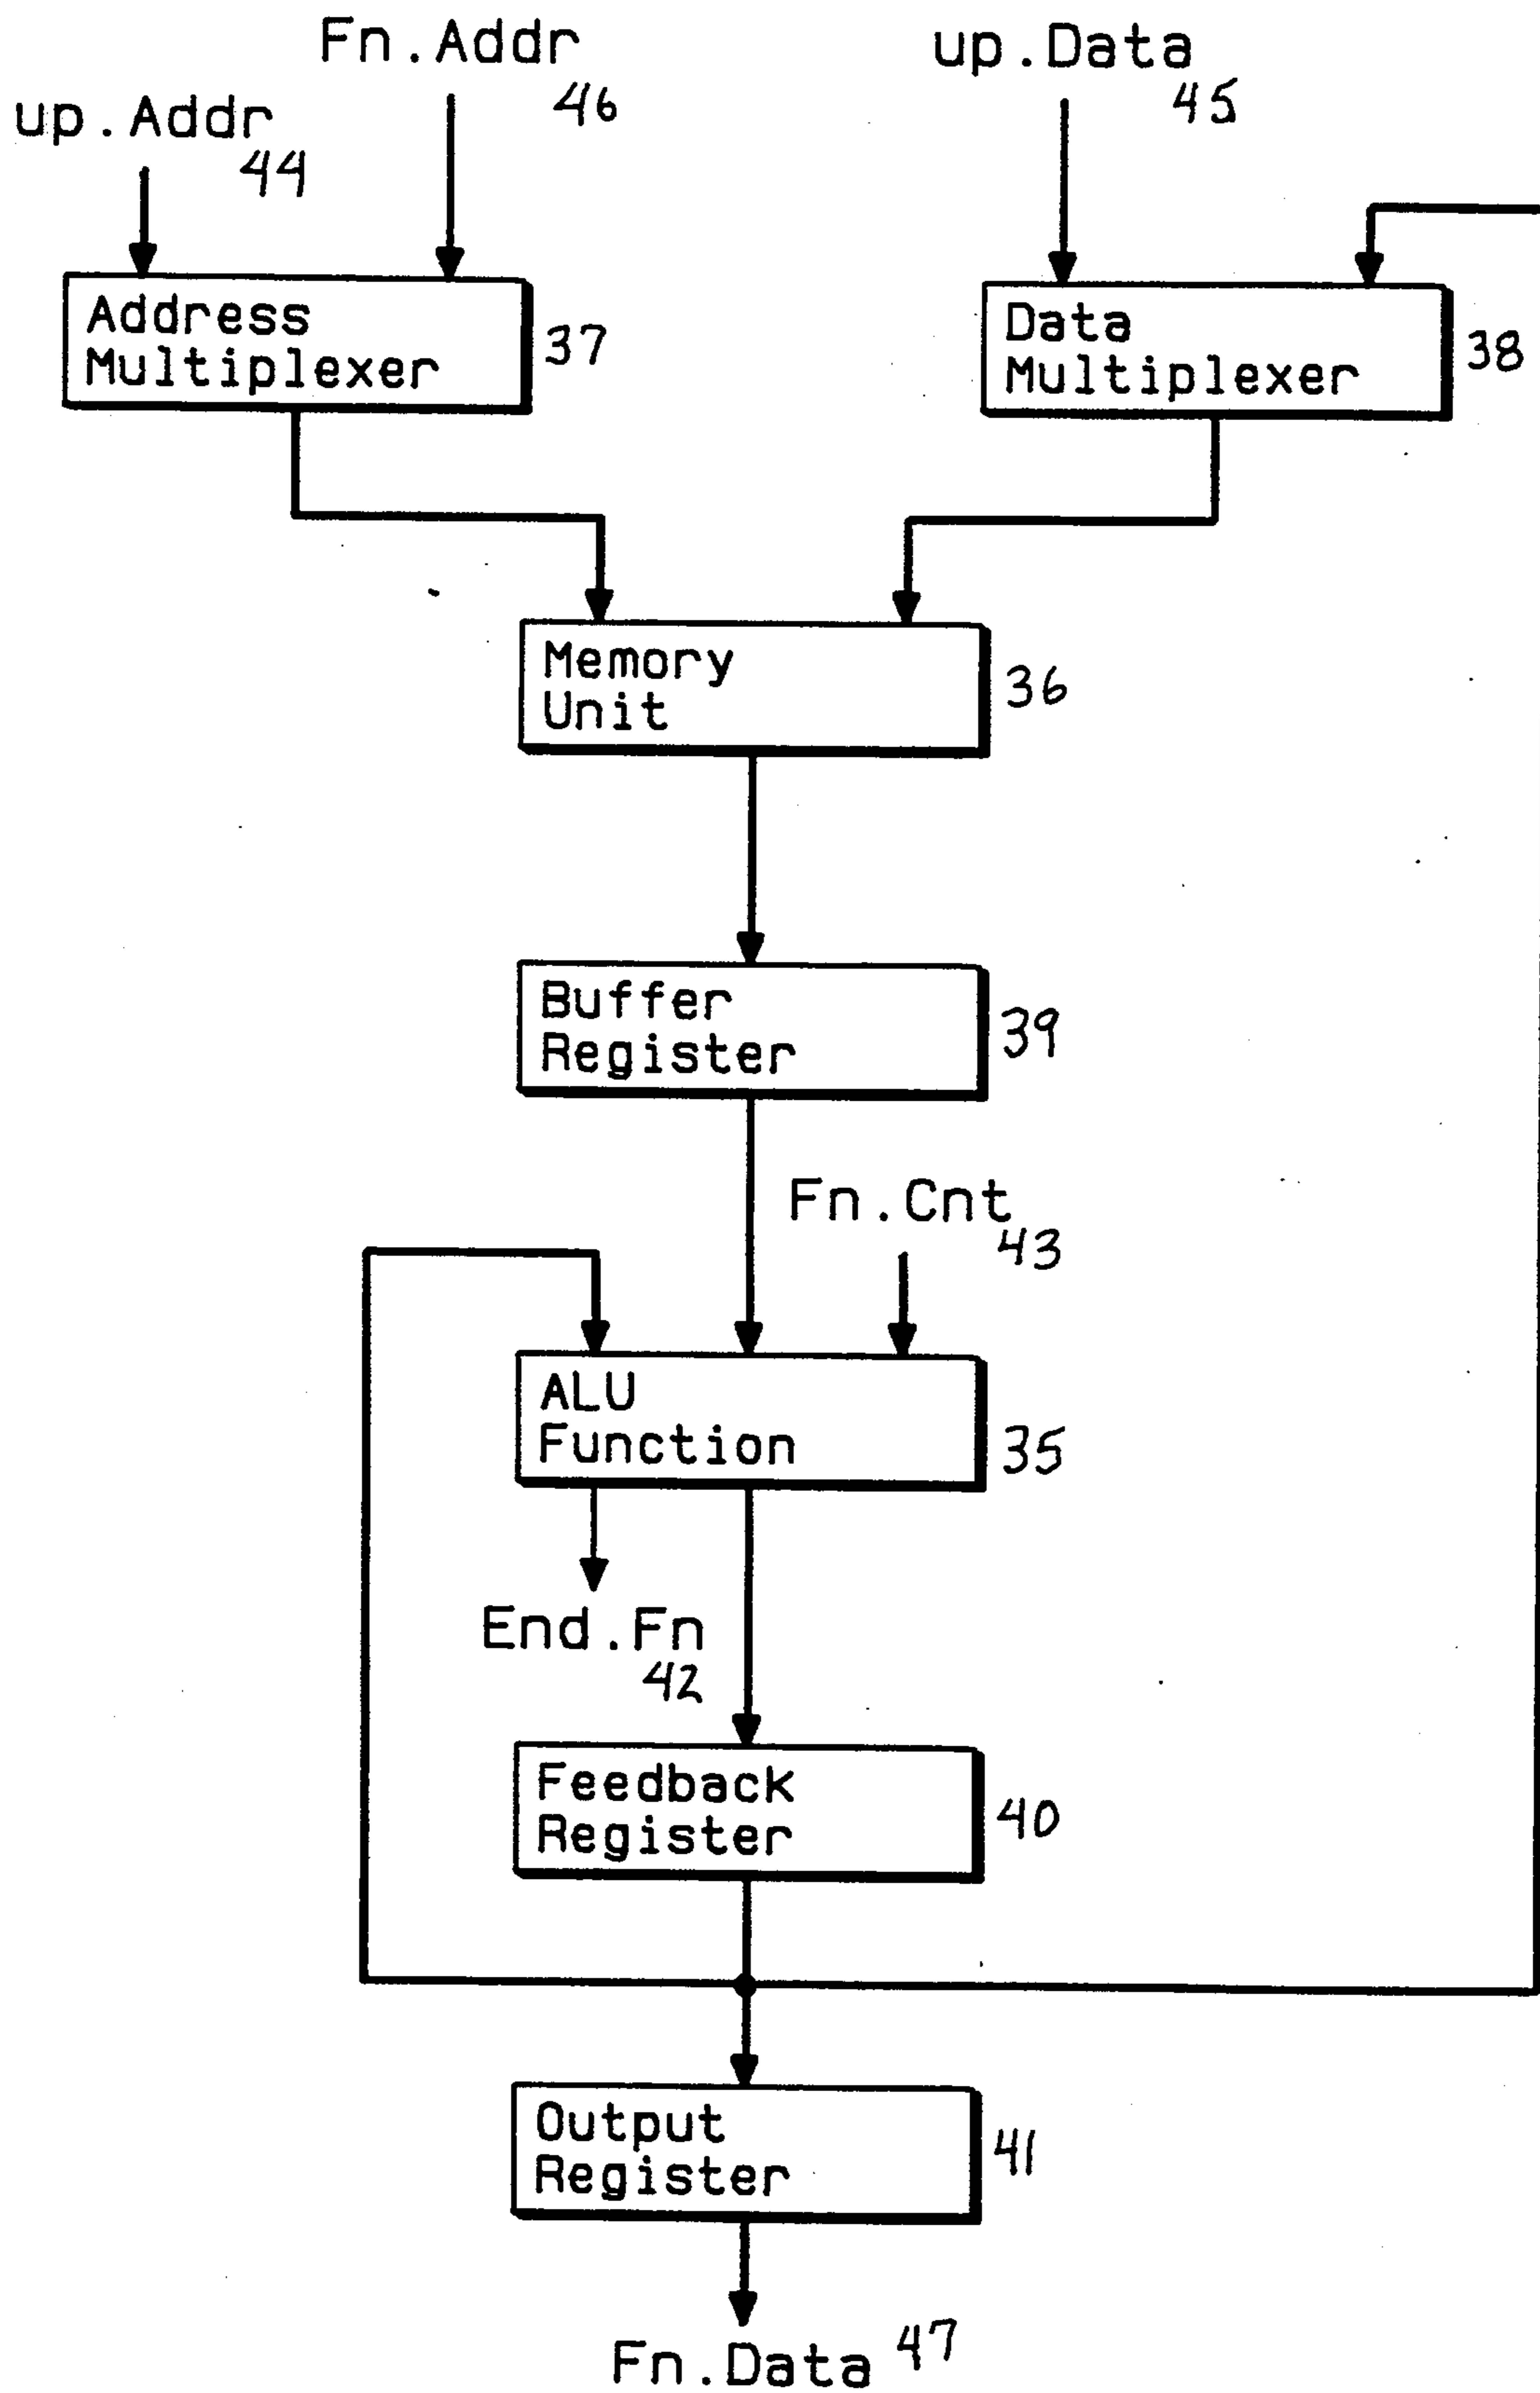 Fn.Addr
46
up.Data
45
up.Addr
44
Address
Multiplexer
37
Data
Multiplexer
38
Memory
Unit
36
Buffer
Register
39
Fn.Cnt
43
ALU
Function
35
End.Fn
42
Feedback
Register
40
Output
Register
41
Fn.Data 47